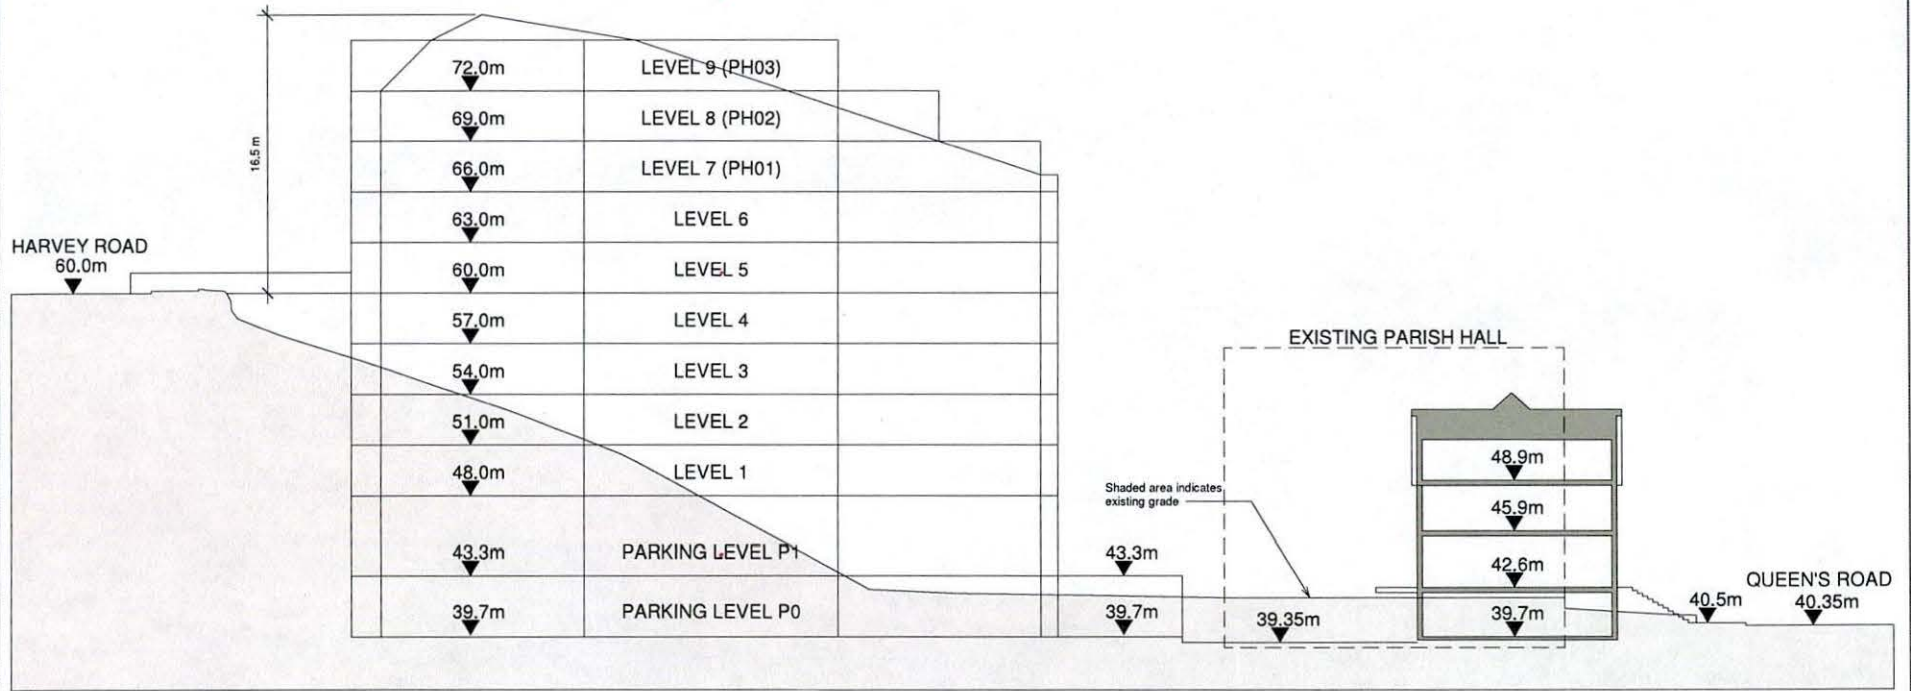 16.5 m
72.0m LEVEL 9 (PH03)
69.0m LEVEL 8 (PH02)
66.0m LEVEL 7 (PH01)
63.0m LEVEL 6
HARVEY ROAD
60.0m
60.0m LEVEL 5
57.0m LEVEL 4
54.0m LEVEL 3
51.0m LEVEL 2
48.0m LEVEL 1
43.3m PARKING LEVEL P1
39.7m PARKING LEVEL P0
43.3m
39.7m
Shaded area indicates
existing grade
EXISTING PARISH HALL
39.35m
48.9m
45.9m
42.6m
39.7m
40.5m
QUEEN'S ROAD
40.35m